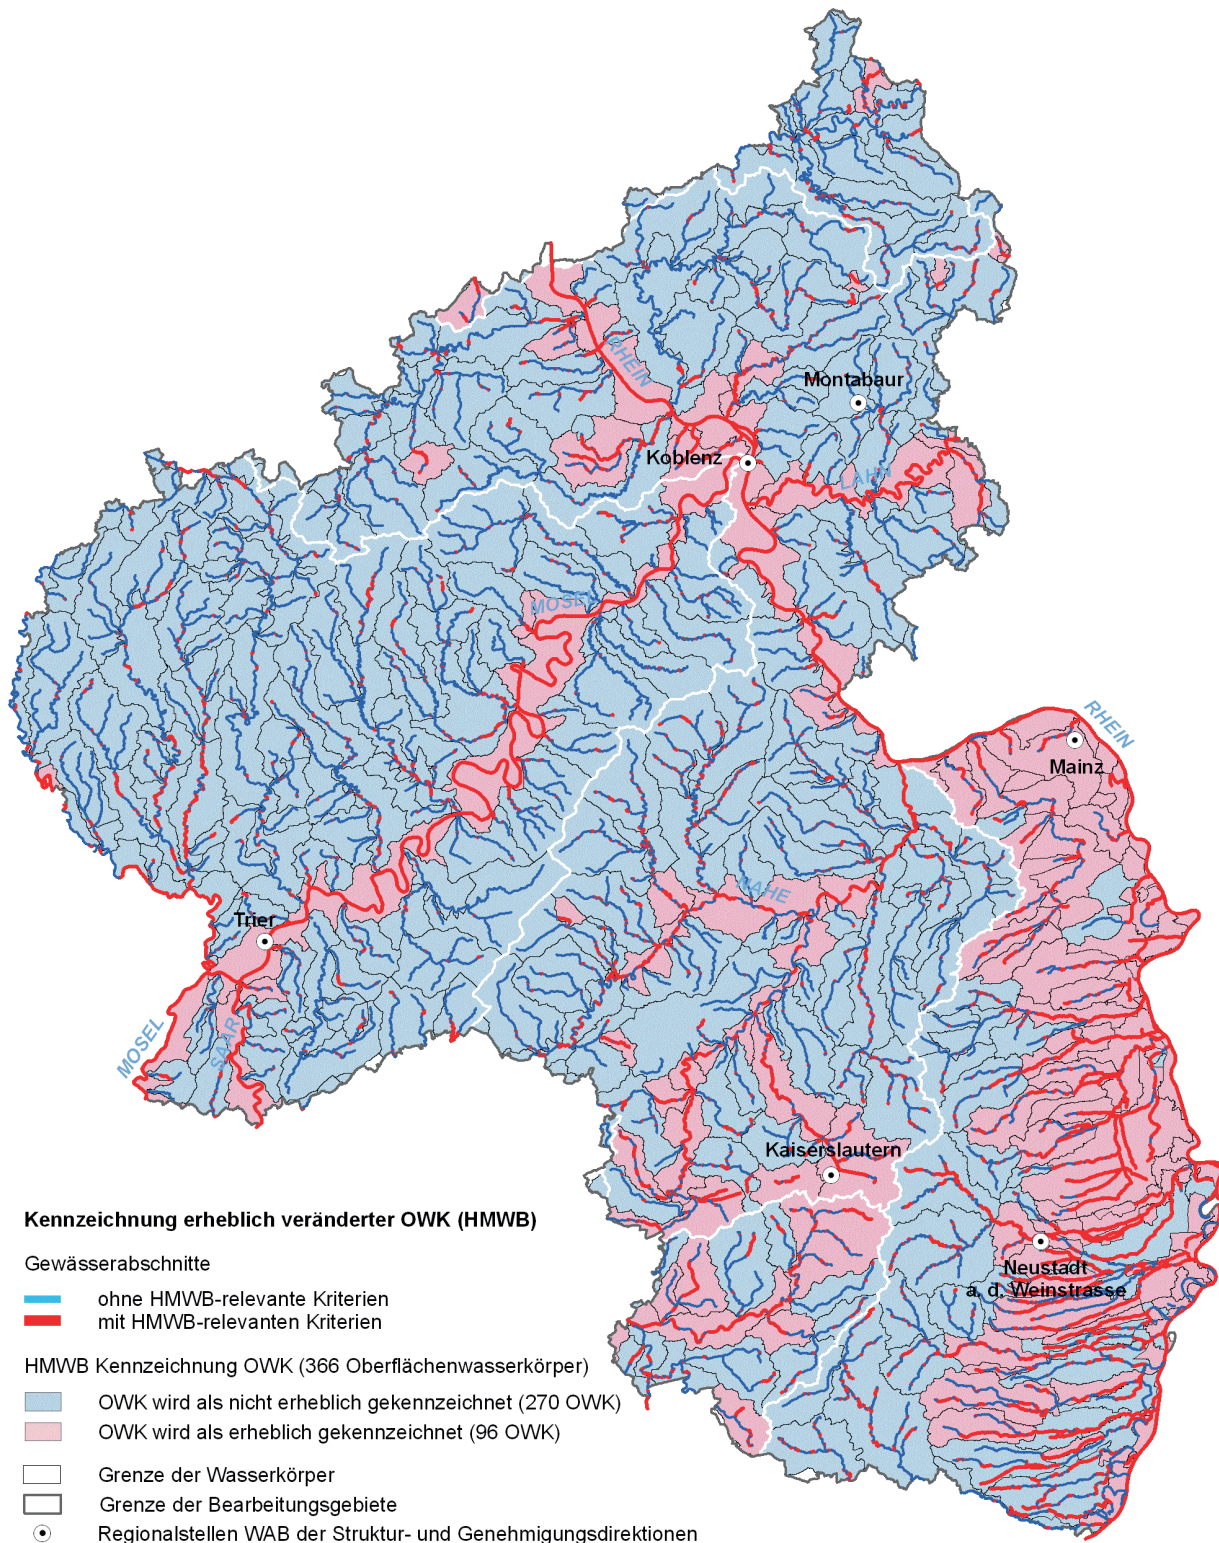 RHEIN
Montabaur
Koblenz
LAHN
MOSEL
RHEIN
Mainz
NAHE
Trier
MOSEL
SAAR
Kaiserslautern
Neustadt
a. d. Weinstrasse
Kennzeichnung erheblich veränderter OWK (HMWB)
Gewässerabschnitte
ohne HMWB-relevante Kriterien
mit HMWB-relevanten Kriterien
HMWB Kennzeichnung OWK (366 Oberflächenwasserkörper)
OWK wird als nicht erheblich gekennzeichnet (270 OWK)
OWK wird als erheblich gekennzeichnet (96 OWK)
Grenze der Wasserkörper
Grenze der Bearbeitungsgebiete
Regionalstellen WAB der Struktur- und Genehmigungsdirektionen